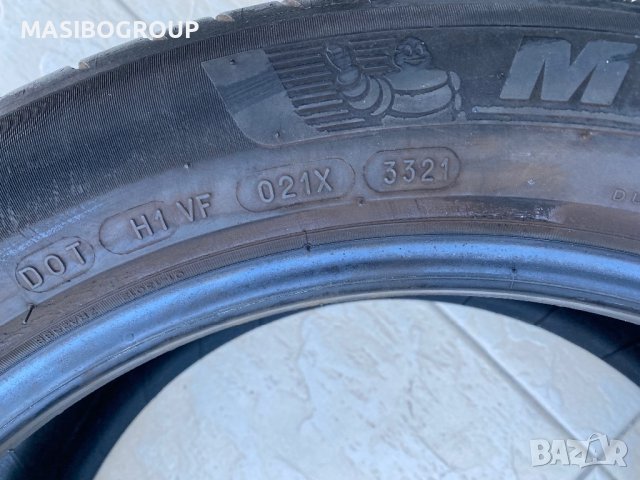 MASIBOGROUP
M
DOT H1 VF 021X 3321
BAZAR